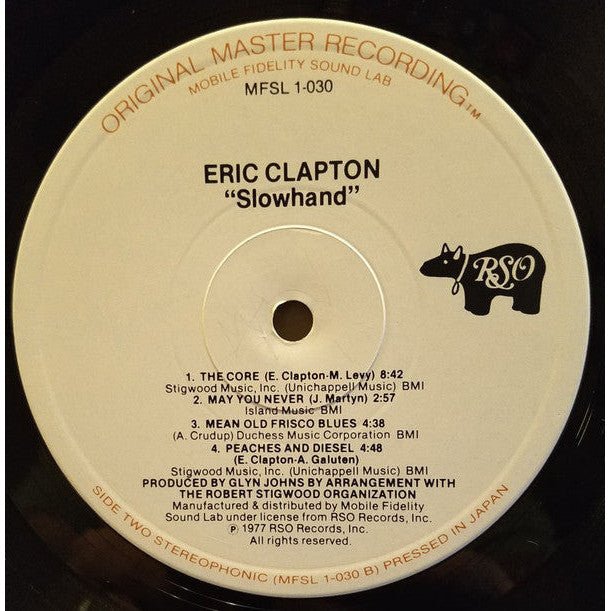 ORIGINAL MASTER RECORDING™
MOBILE FIDELITY SOUND LAB
MFSL 1-030
ERIC CLAPTON
"Slowhand"
RSO
1. THE CORE (E. Clapton-M. Levy) 8:42
Stigwood Music, Inc. (Unichappell Music) BMI
2. MAY YOU NEVER (J. Martyn) 2:57
Island Music BMI
3. MEAN OLD FRISCO BLUES 4:38
(A. Crudup) Duchess Music Corporation BMI
4. PEACHES AND DIESEL 4:48
(E. Clapton-A. Galuten)
Stigwood Music, Inc. (Unichappell Music) BMI
PRODUCED BY GLYN JOHNS BY ARRANGEMENT WITH
THE ROBERT STIGWOOD ORGANIZATION
Manufactured & distributed by Mobile Fidelity
Sound Lab under license from RSO Records, Inc.
℗ 1977 RSO Records, Inc.
All rights reserved.
SIDE TWO STEREOPHONIC (MFSL 1-030 B) PRESSED IN JAPAN